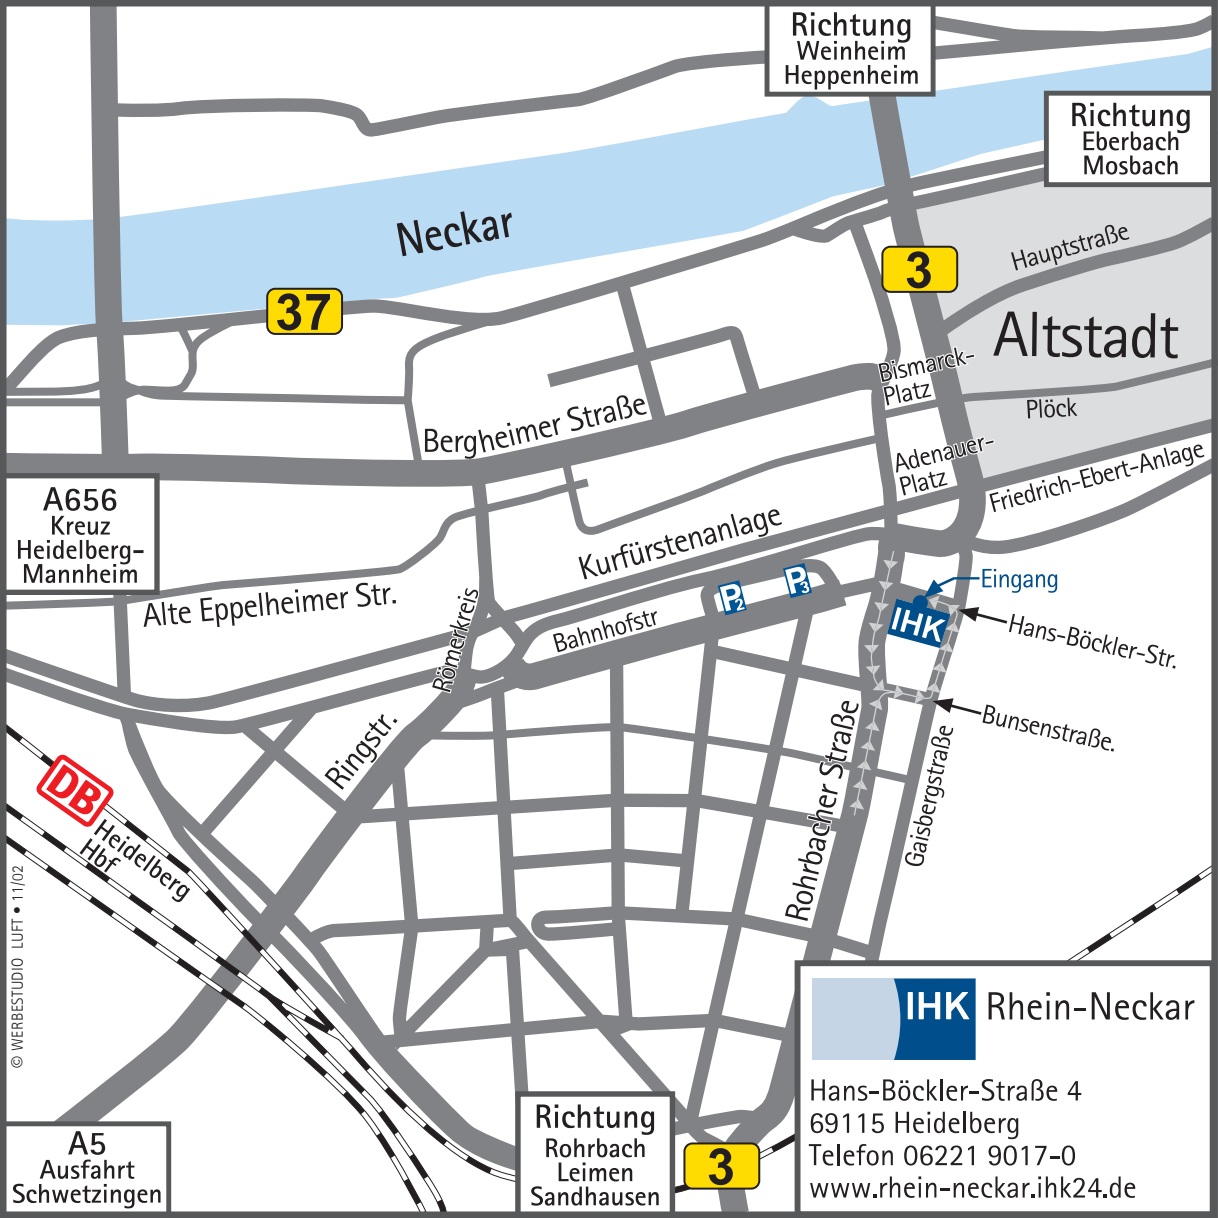 Richtung
Weinheim
Heppenheim
Richtung
Eberbach
Mosbach
Neckar
37
3
Hauptstraße
Altstadt
Bismarck-
Platz
Plöck
Bergheimer Straße
Adenauer-
Platz
Friedrich-Ebert-Anlage
A656
Kreuz
Heidelberg-
Mannheim
Kurfürstenanlage
Alte Eppelheimer Str.
P2
P3
Eingang
IHK
Bahnhofstr
Römerkreis
Hans-Böckler-Str.
Bunsenstraße.
Ringstr.
Rohrbacher Straße
Gaisbergstraße
DB
Heidelberg
Hbf
© WERBESTUDIO LUFT • 11/02
A5
Ausfahrt
Schwetzingen
Richtung
Rohrbach
Leimen
Sandhausen
3
IHK Rhein-Neckar
Hans-Böckler-Straße 4
69115 Heidelberg
Telefon 06221 9017-0
www.rhein-neckar.ihk24.de